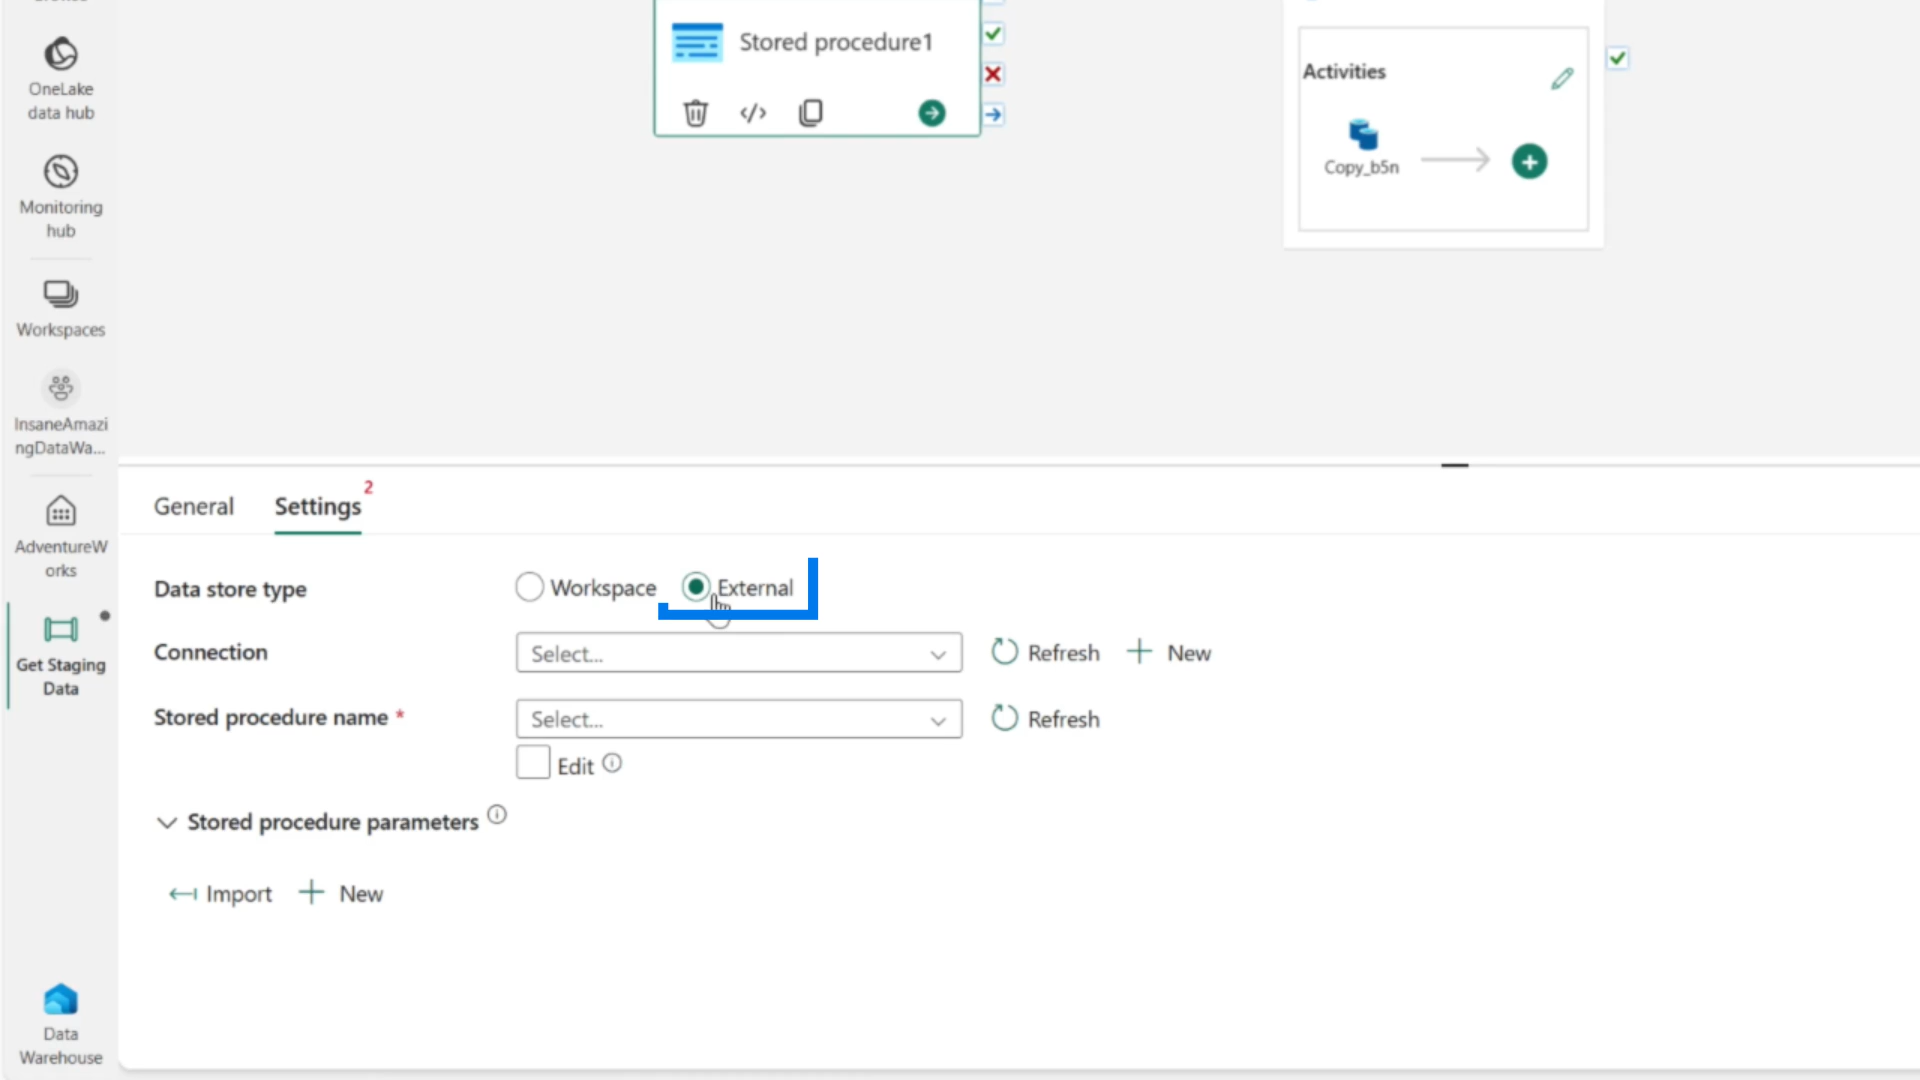 OneLake
data hub
Monitoring
hub
Workspaces
InsaneAmazi
ngDataWa...
AdventureW
orks
Get Staging
Data
Data
Warehouse
Stored procedure1
Activities
Copy_b5n
General
Settings
2
Data store type
Workspace
External
Connection
Select...
Refresh
New
Stored procedure name *
Select...
Refresh
Edit
Stored procedure parameters
Import
New